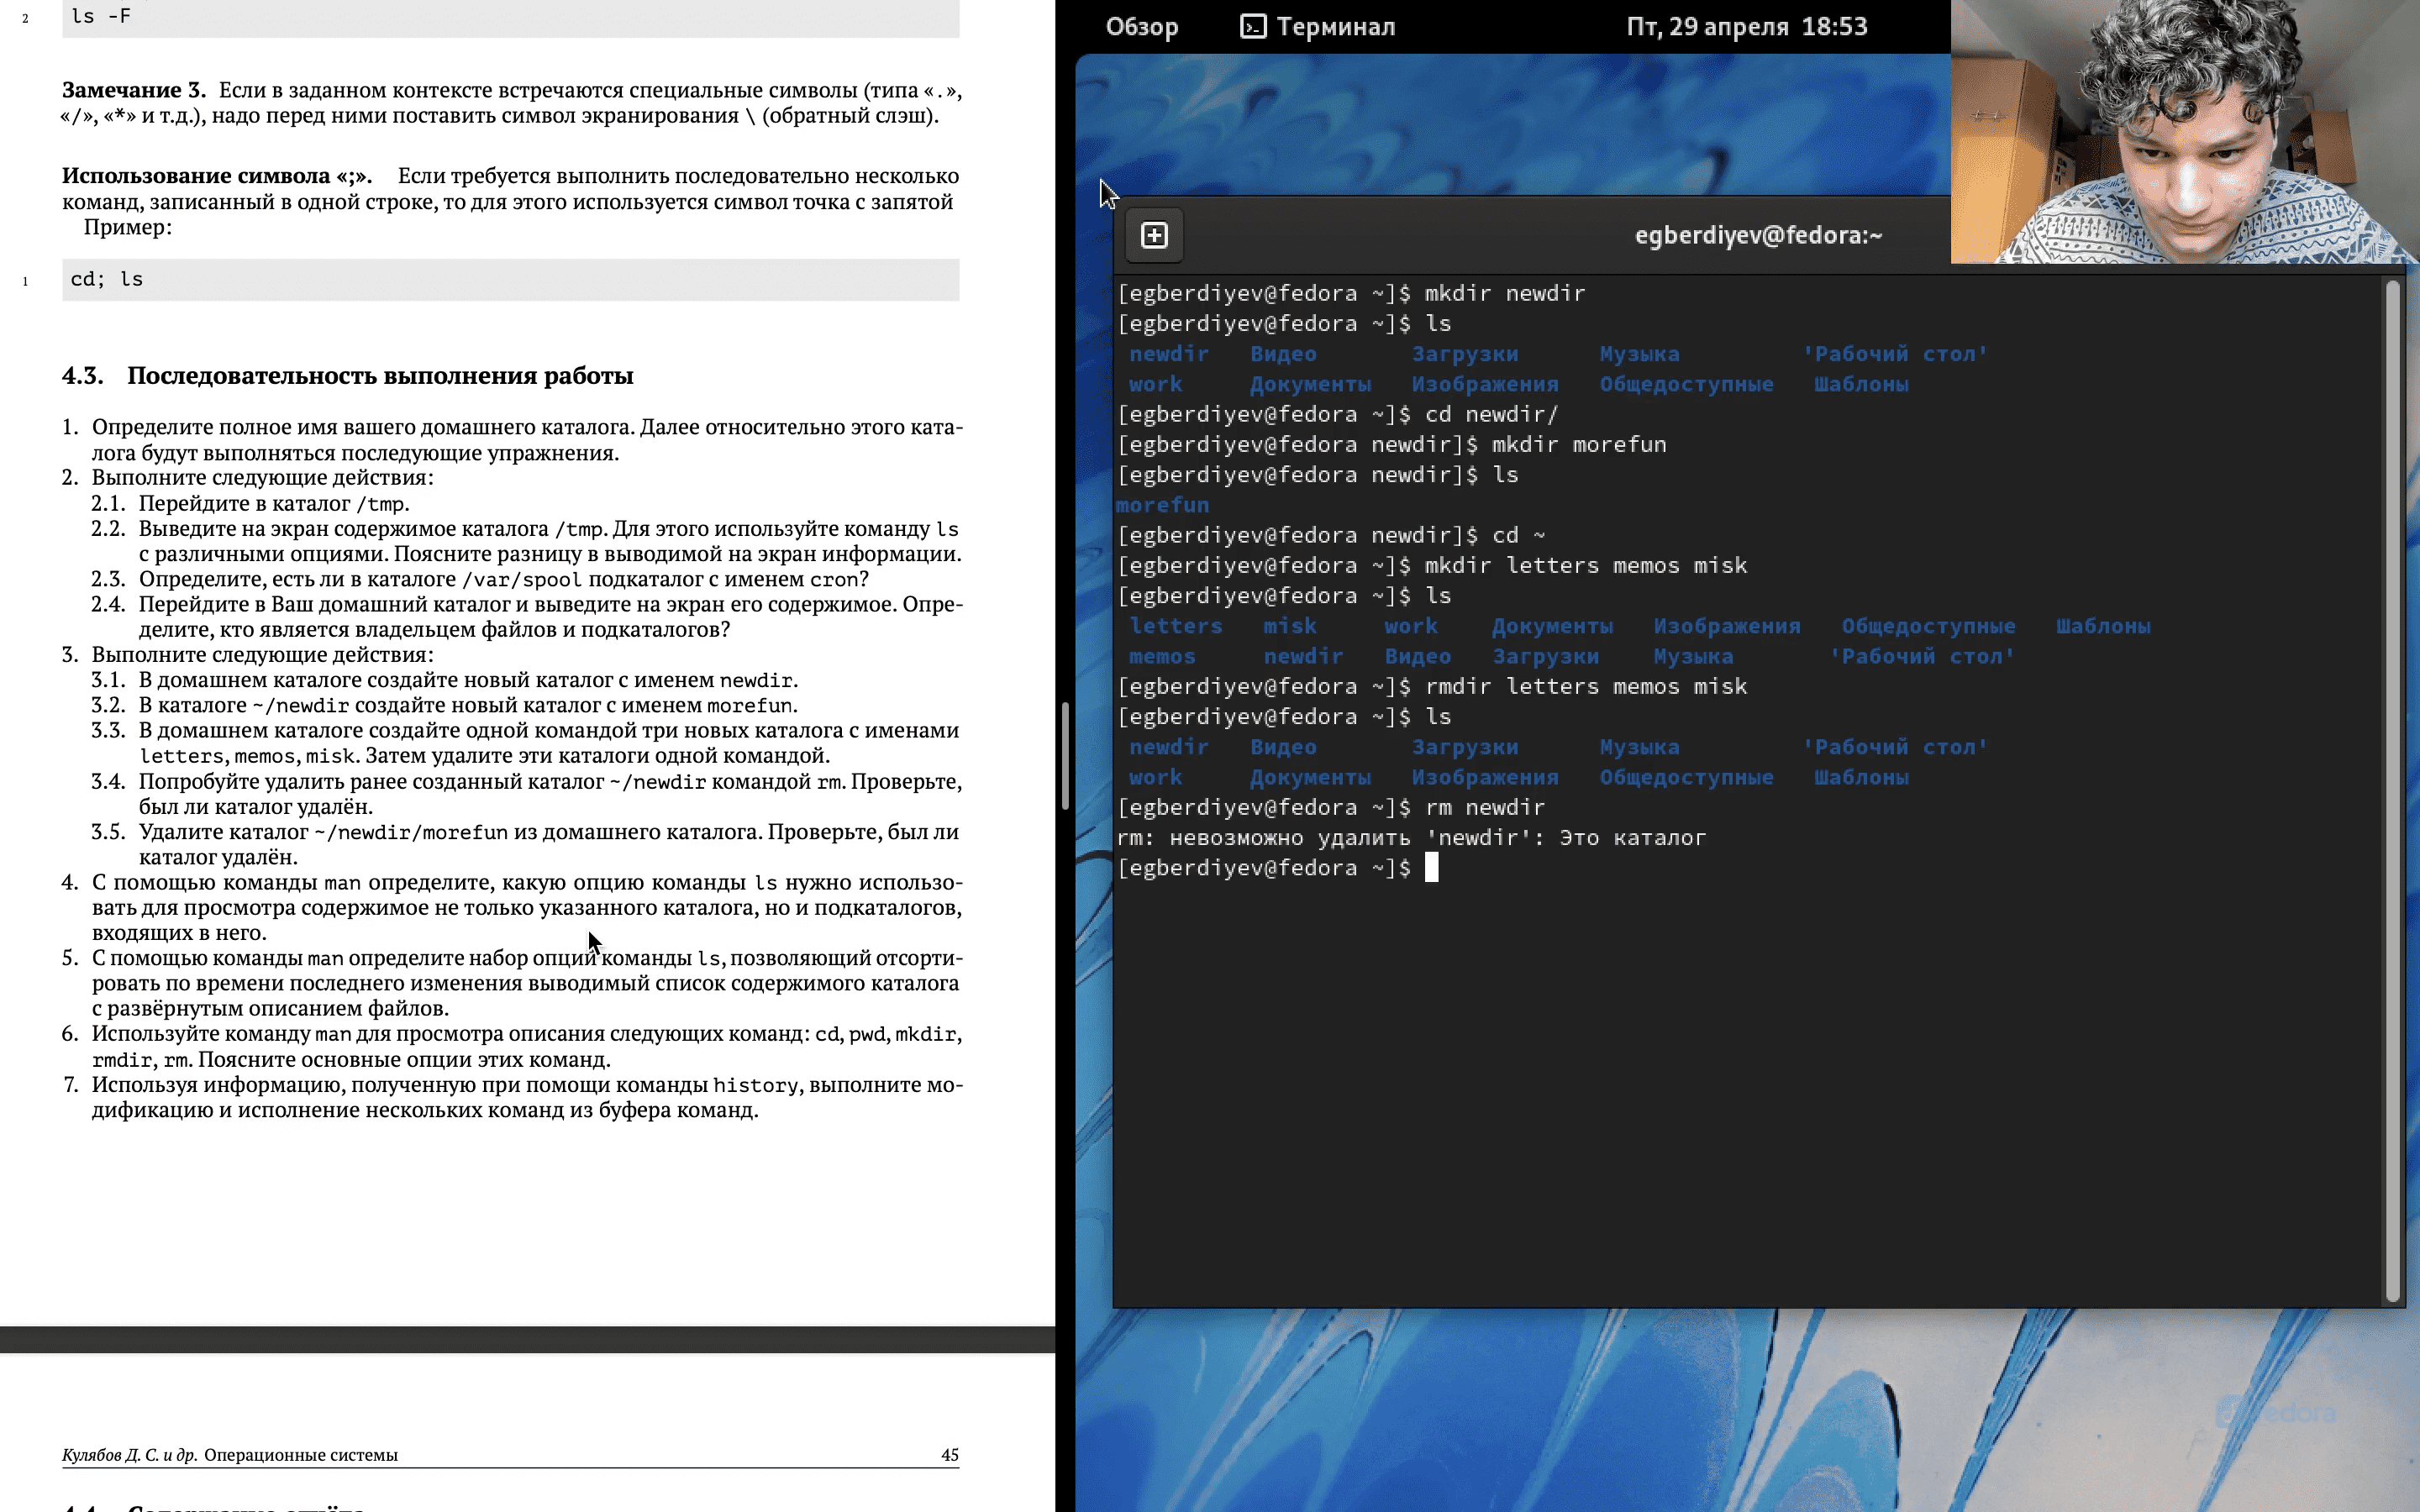 2 ls -F
Замечание 3. Если в заданном контексте встречаются специальные символы (типа «.»,
«/», «*» и т.д.), надо перед ними поставить символ экранирования \ (обратный слэш).
Использование символа «;». Если требуется выполнить последовательно несколько
команд, записанный в одной строке, то для этого используется символ точка с запятой
Пример:
1 cd; ls
4.3. Последовательность выполнения работы
1. Определите полное имя вашего домашнего каталога. Далее относительно этого ката-
лога будут выполняться последующие упражнения.
2. Выполните следующие действия:
2.1. Перейдите в каталог /tmp.
2.2. Выведите на экран содержимое каталога /tmp. Для этого используйте команду ls
с различными опциями. Поясните разницу в выводимой на экран информации.
2.3. Определите, есть ли в каталоге /var/spool подкаталог с именем cron?
2.4. Перейдите в Ваш домашний каталог и выведите на экран его содержимое. Опре-
делите, кто является владельцем файлов и подкаталогов?
3. Выполните следующие действия:
3.1. В домашнем каталоге создайте новый каталог с именем newdir.
3.2. В каталоге ~/newdir создайте новый каталог с именем morefun.
3.3. В домашнем каталоге создайте одной командой три новых каталога с именами
letters, memos, misk. Затем удалите эти каталоги одной командой.
3.4. Попробуйте удалить ранее созданный каталог ~/newdir командой rm. Проверьте,
был ли каталог удалён.
3.5. Удалите каталог ~/newdir/morefun из домашнего каталога. Проверьте, был ли
каталог удалён.
4. С помощью команды man определите, какую опцию команды ls нужно использо-
вать для просмотра содержимое не только указанного каталога, но и подкаталогов,
входящих в него.
5. С помощью команды man определите набор опций команды ls, позволяющий отсорти-
ровать по времени последнего изменения выводимый список содержимого каталога
с развёрнутым описанием файлов.
6. Используйте команду man для просмотра описания следующих команд: cd, pwd, mkdir,
rmdir, rm. Поясните основные опции этих команд.
7. Используя информацию, полученную при помощи команды history, выполните мо-
дификацию и исполнение нескольких команд из буфера команд.
Кулябов Д. С. и др. Операционные системы 45
Обзор Терминал Пт, 29 апреля 18:53
egberdiyev@fedora:~
[egberdiyev@fedora ~]$ mkdir newdir
[egberdiyev@fedora ~]$ ls
newdir Видео Загрузки Музыка 'Рабочий стол'
work Документы Изображения Общедоступные Шаблоны
[egberdiyev@fedora ~]$ cd newdir/
[egberdiyev@fedora newdir]$ mkdir morefun
[egberdiyev@fedora newdir]$ ls
morefun
[egberdiyev@fedora newdir]$ cd ~
[egberdiyev@fedora ~]$ mkdir letters memos misk
[egberdiyev@fedora ~]$ ls
letters misk work Документы Изображения Общедоступные Шаблоны
memos newdir Видео Загрузки Музыка 'Рабочий стол'
[egberdiyev@fedora ~]$ rmdir letters memos misk
[egberdiyev@fedora ~]$ ls
newdir Видео Загрузки Музыка 'Рабочий стол'
work Документы Изображения Общедоступные Шаблоны
[egberdiyev@fedora ~]$ rm newdir
rm: невозможно удалить 'newdir': Это каталог
[egberdiyev@fedora ~]$